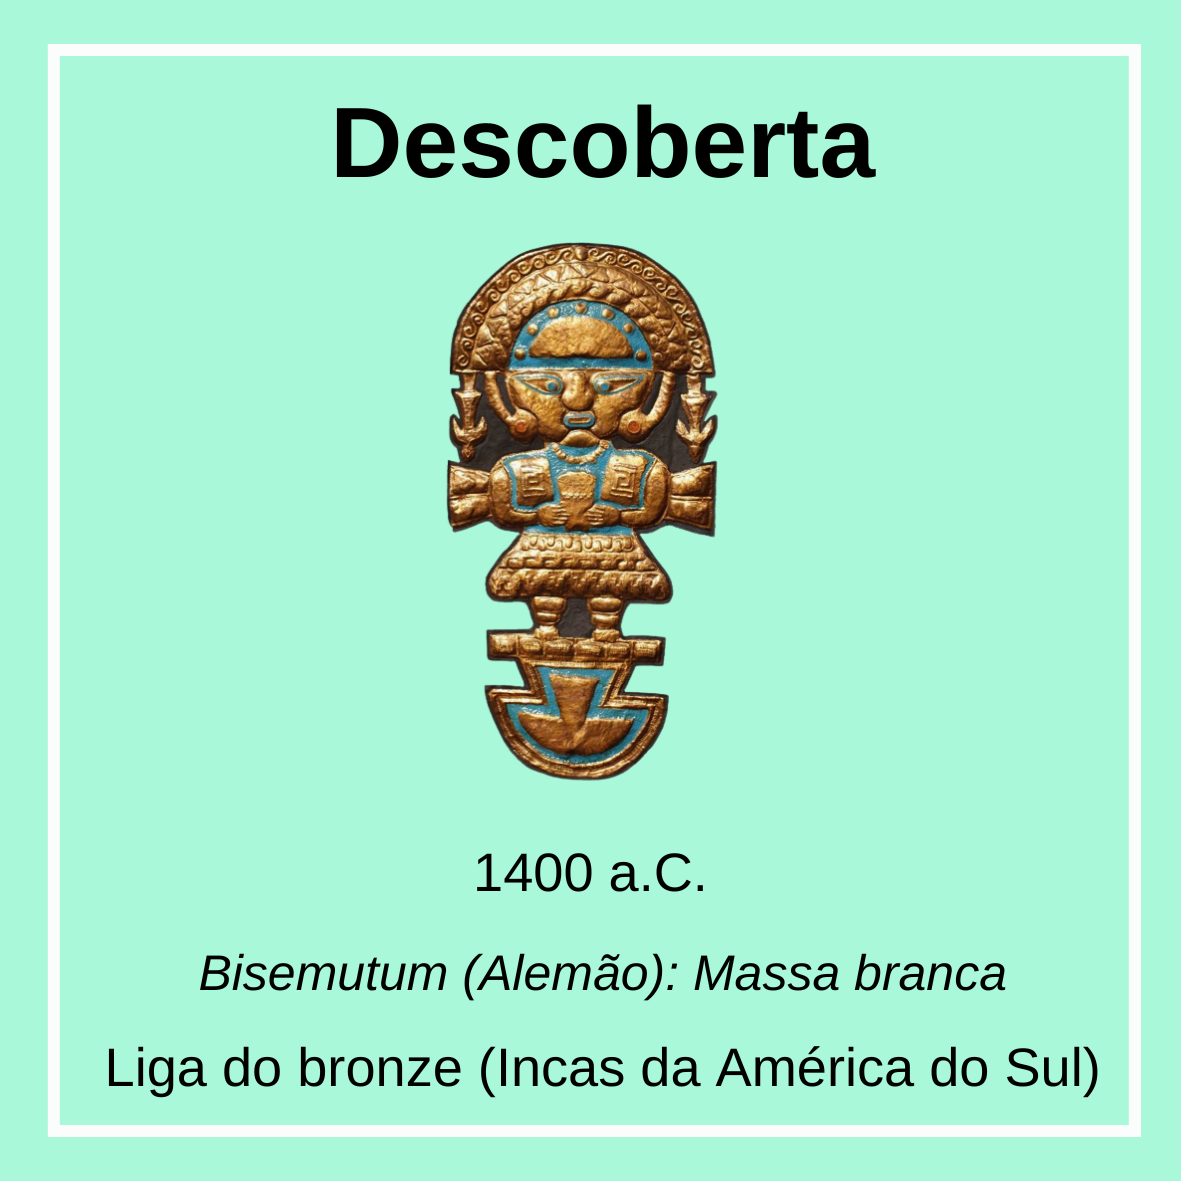 Descoberta
1400 a.C.
Bisemutum (Alemão): Massa branca
Liga do bronze (Incas da América do Sul)